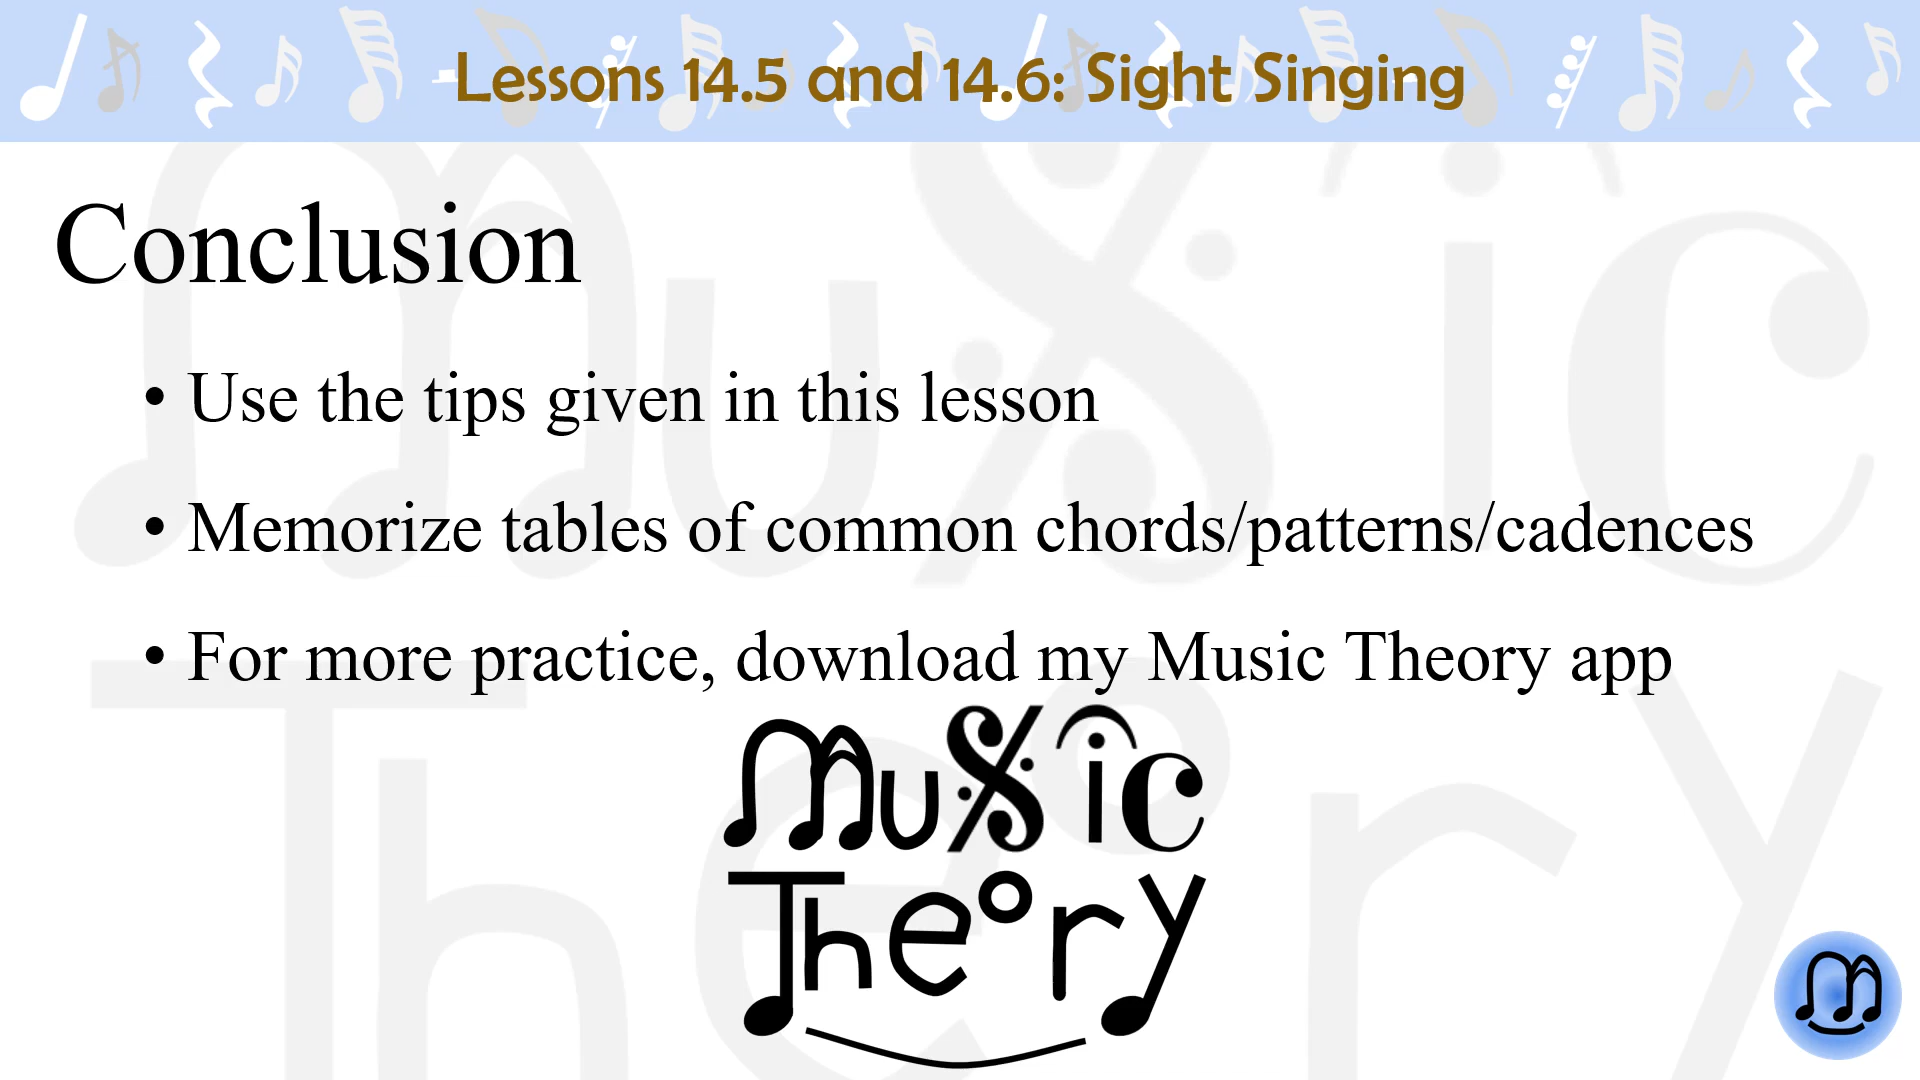 Lessons 14.5 and 14.6: Sight Singing
Conclusion
• Use the tips given in this lesson
• Memorize tables of common chords/patterns/cadences
• For more practice, download my Music Theory app
Music
Theory